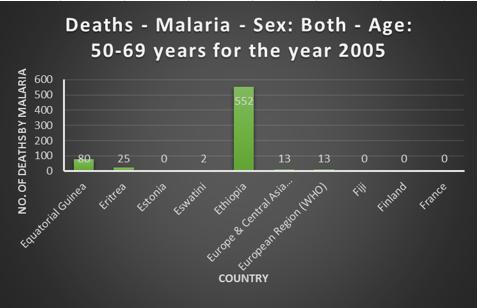 Deaths - Malaria - Sex: Both - Age:
50-69 years for the year 2005
NO. OF DEATHS BY MALARIA
600
500
400
300
200
100
0
80
25
0
2
552
13
13
0
0
0
Equatorial Guinea
Eritrea
Estonia
Eswatini
Ethiopia
Europe & Central Asia...
European Region (WHO)
Fiji
Finland
France
COUNTRY